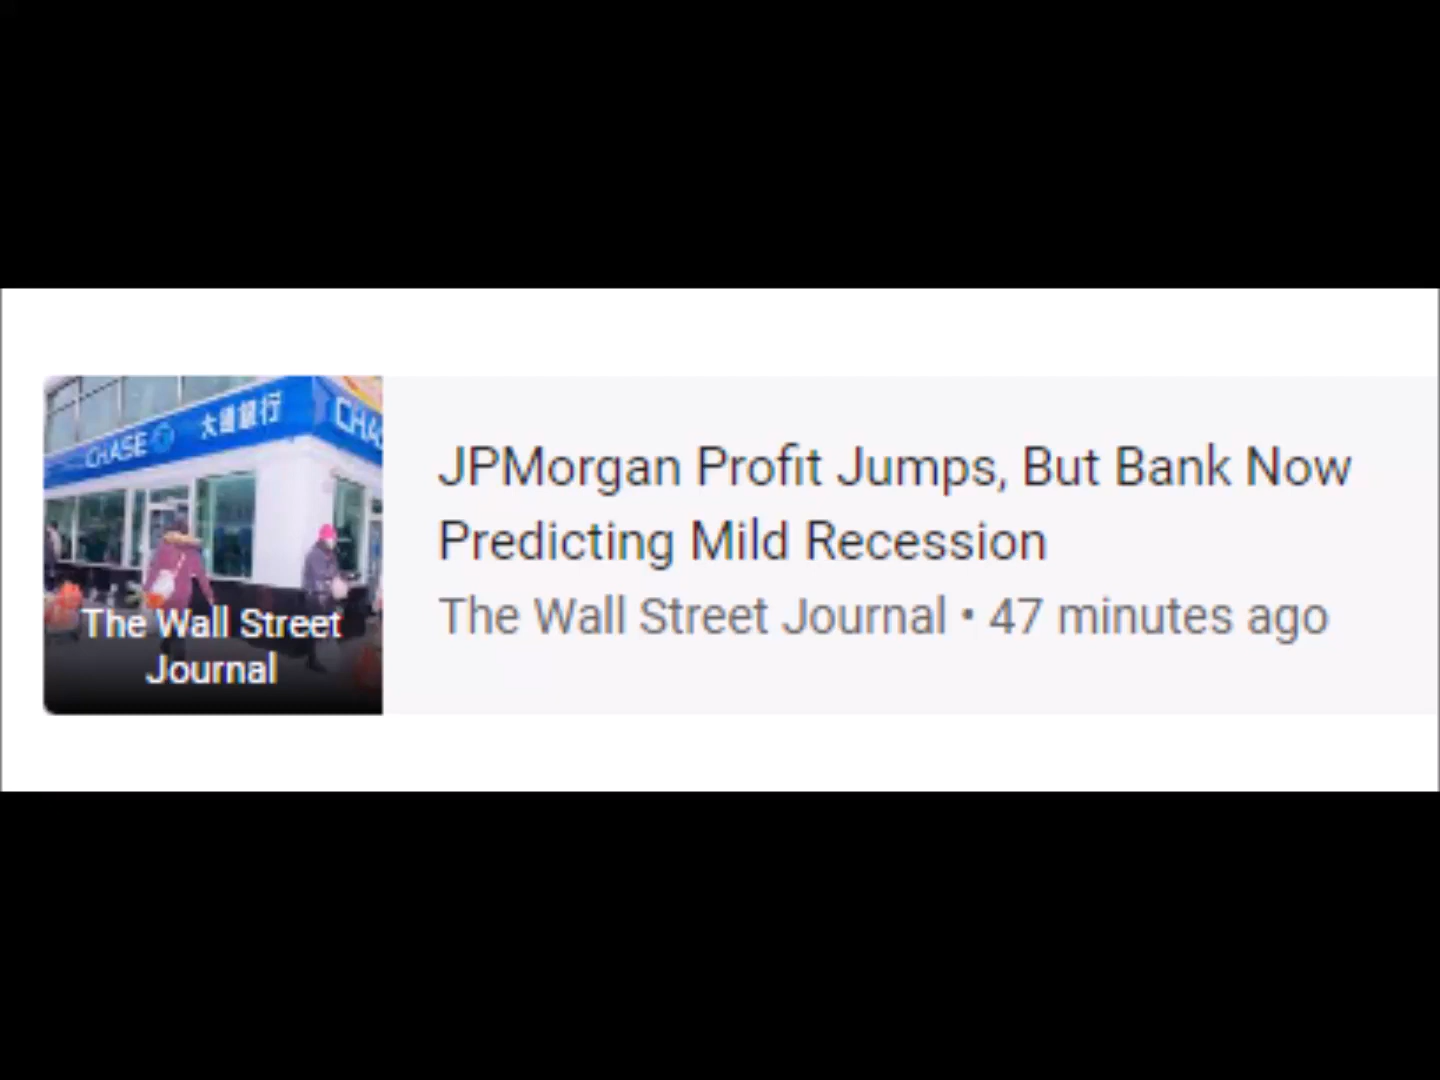 CHASE 大通銀行 CHA
The Wall Street
Journal
JPMorgan Profit Jumps, But Bank Now
Predicting Mild Recession
The Wall Street Journal • 47 minutes ago